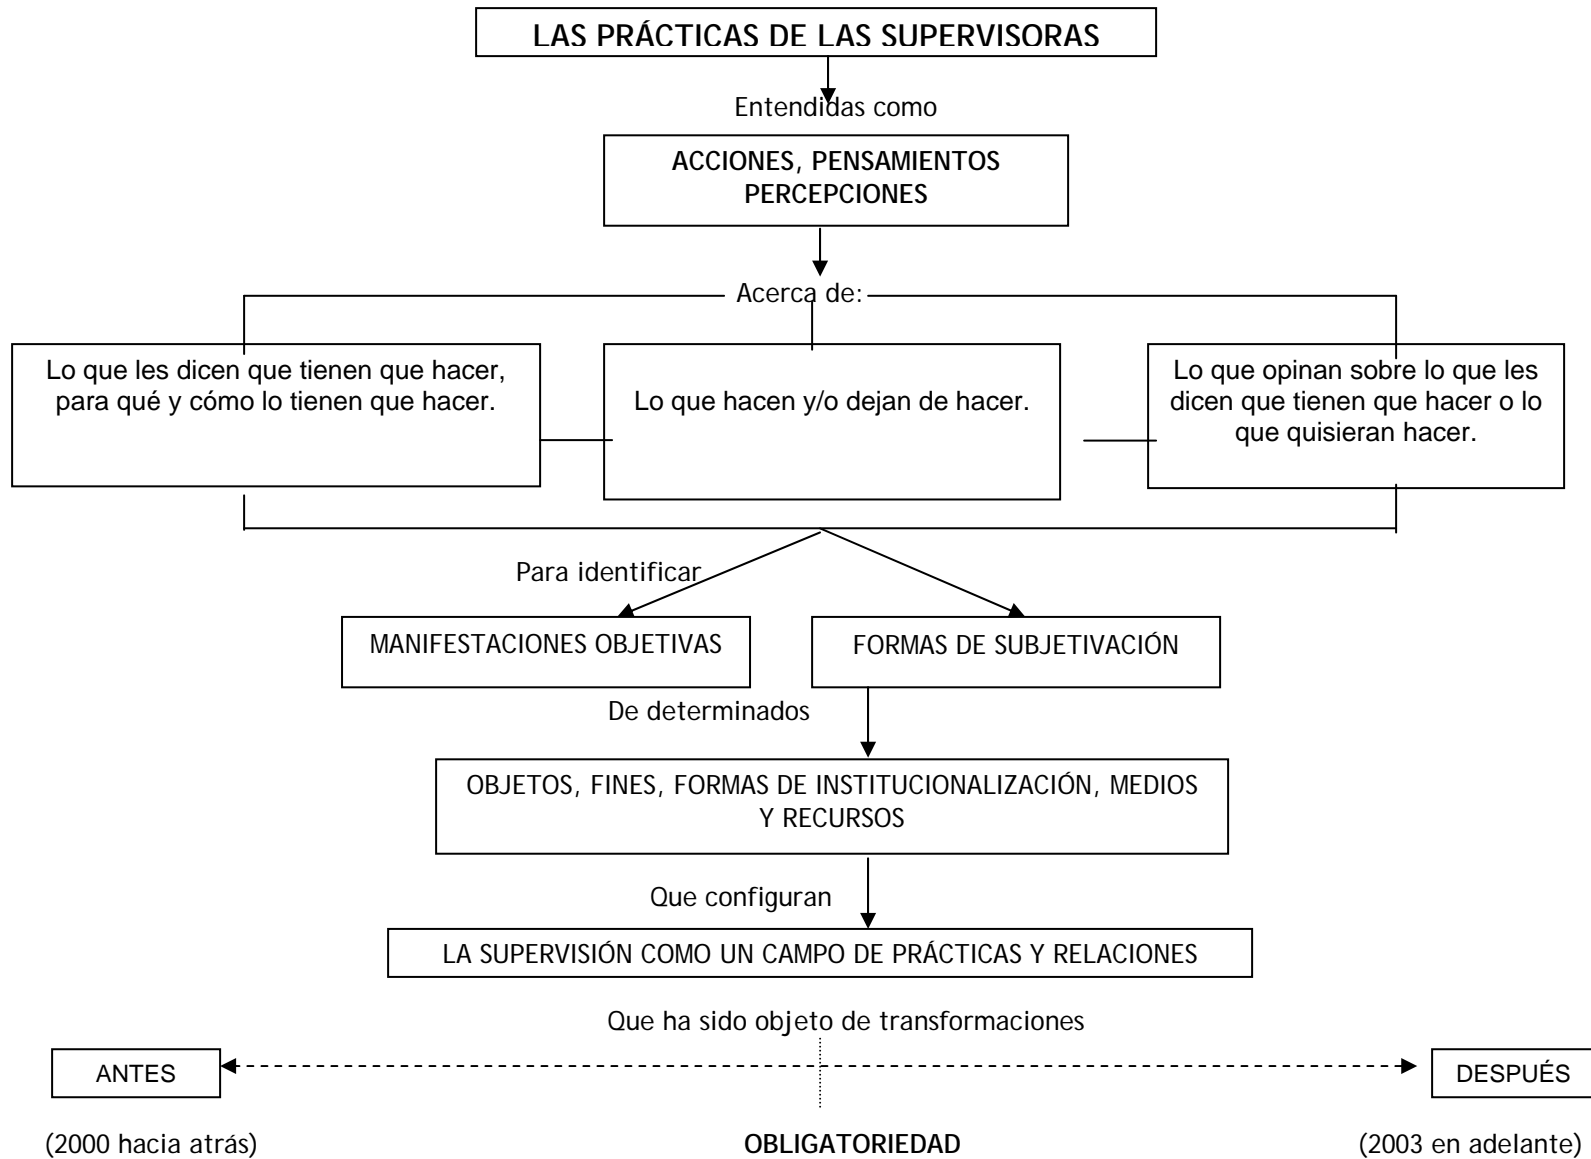 LAS PRÁCTICAS DE LAS SUPERVISORAS
Entendidas como
ACCIONES, PENSAMIENTOS
PERCEPCIONES
Acerca de:
Lo que les dicen que tienen que hacer,
para qué y cómo lo tienen que hacer.
Lo que hacen y/o dejan de hacer.
Lo que opinan sobre lo que les
dicen que tienen que hacer o lo
que quisieran hacer.
Para identificar
MANIFESTACIONES OBJETIVAS
FORMAS DE SUBJETIVACIÓN
De determinados
OBJETOS, FINES, FORMAS DE INSTITUCIONALIZACIÓN, MEDIOS
Y RECURSOS
Que configuran
LA SUPERVISIÓN COMO UN CAMPO DE PRÁCTICAS Y RELACIONES
Que ha sido objeto de transformaciones
ANTES
DESPUÉS
(2000 hacia atrás)
OBLIGATORIEDAD
(2003 en adelante)